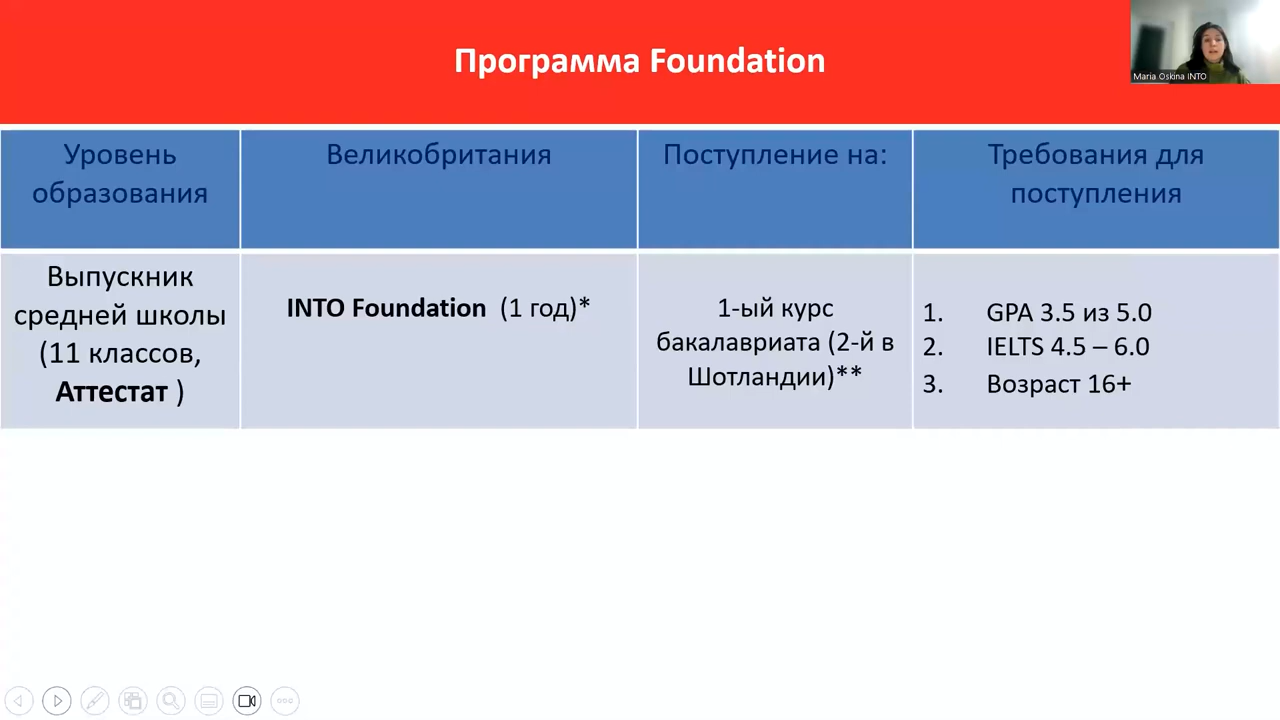 Программа Foundation
Maria Oskina INTO
Уровень
образования
Великобритания
Поступление на:
Требования для
поступления
Выпускник
средней школы
(11 классов,
Аттестат )
INTO Foundation (1 год)*
1-ый курс
бакалавриата (2-й в
Шотландии)**
1. GPA 3.5 из 5.0
2. IELTS 4.5 – 6.0
3. Возраст 16+